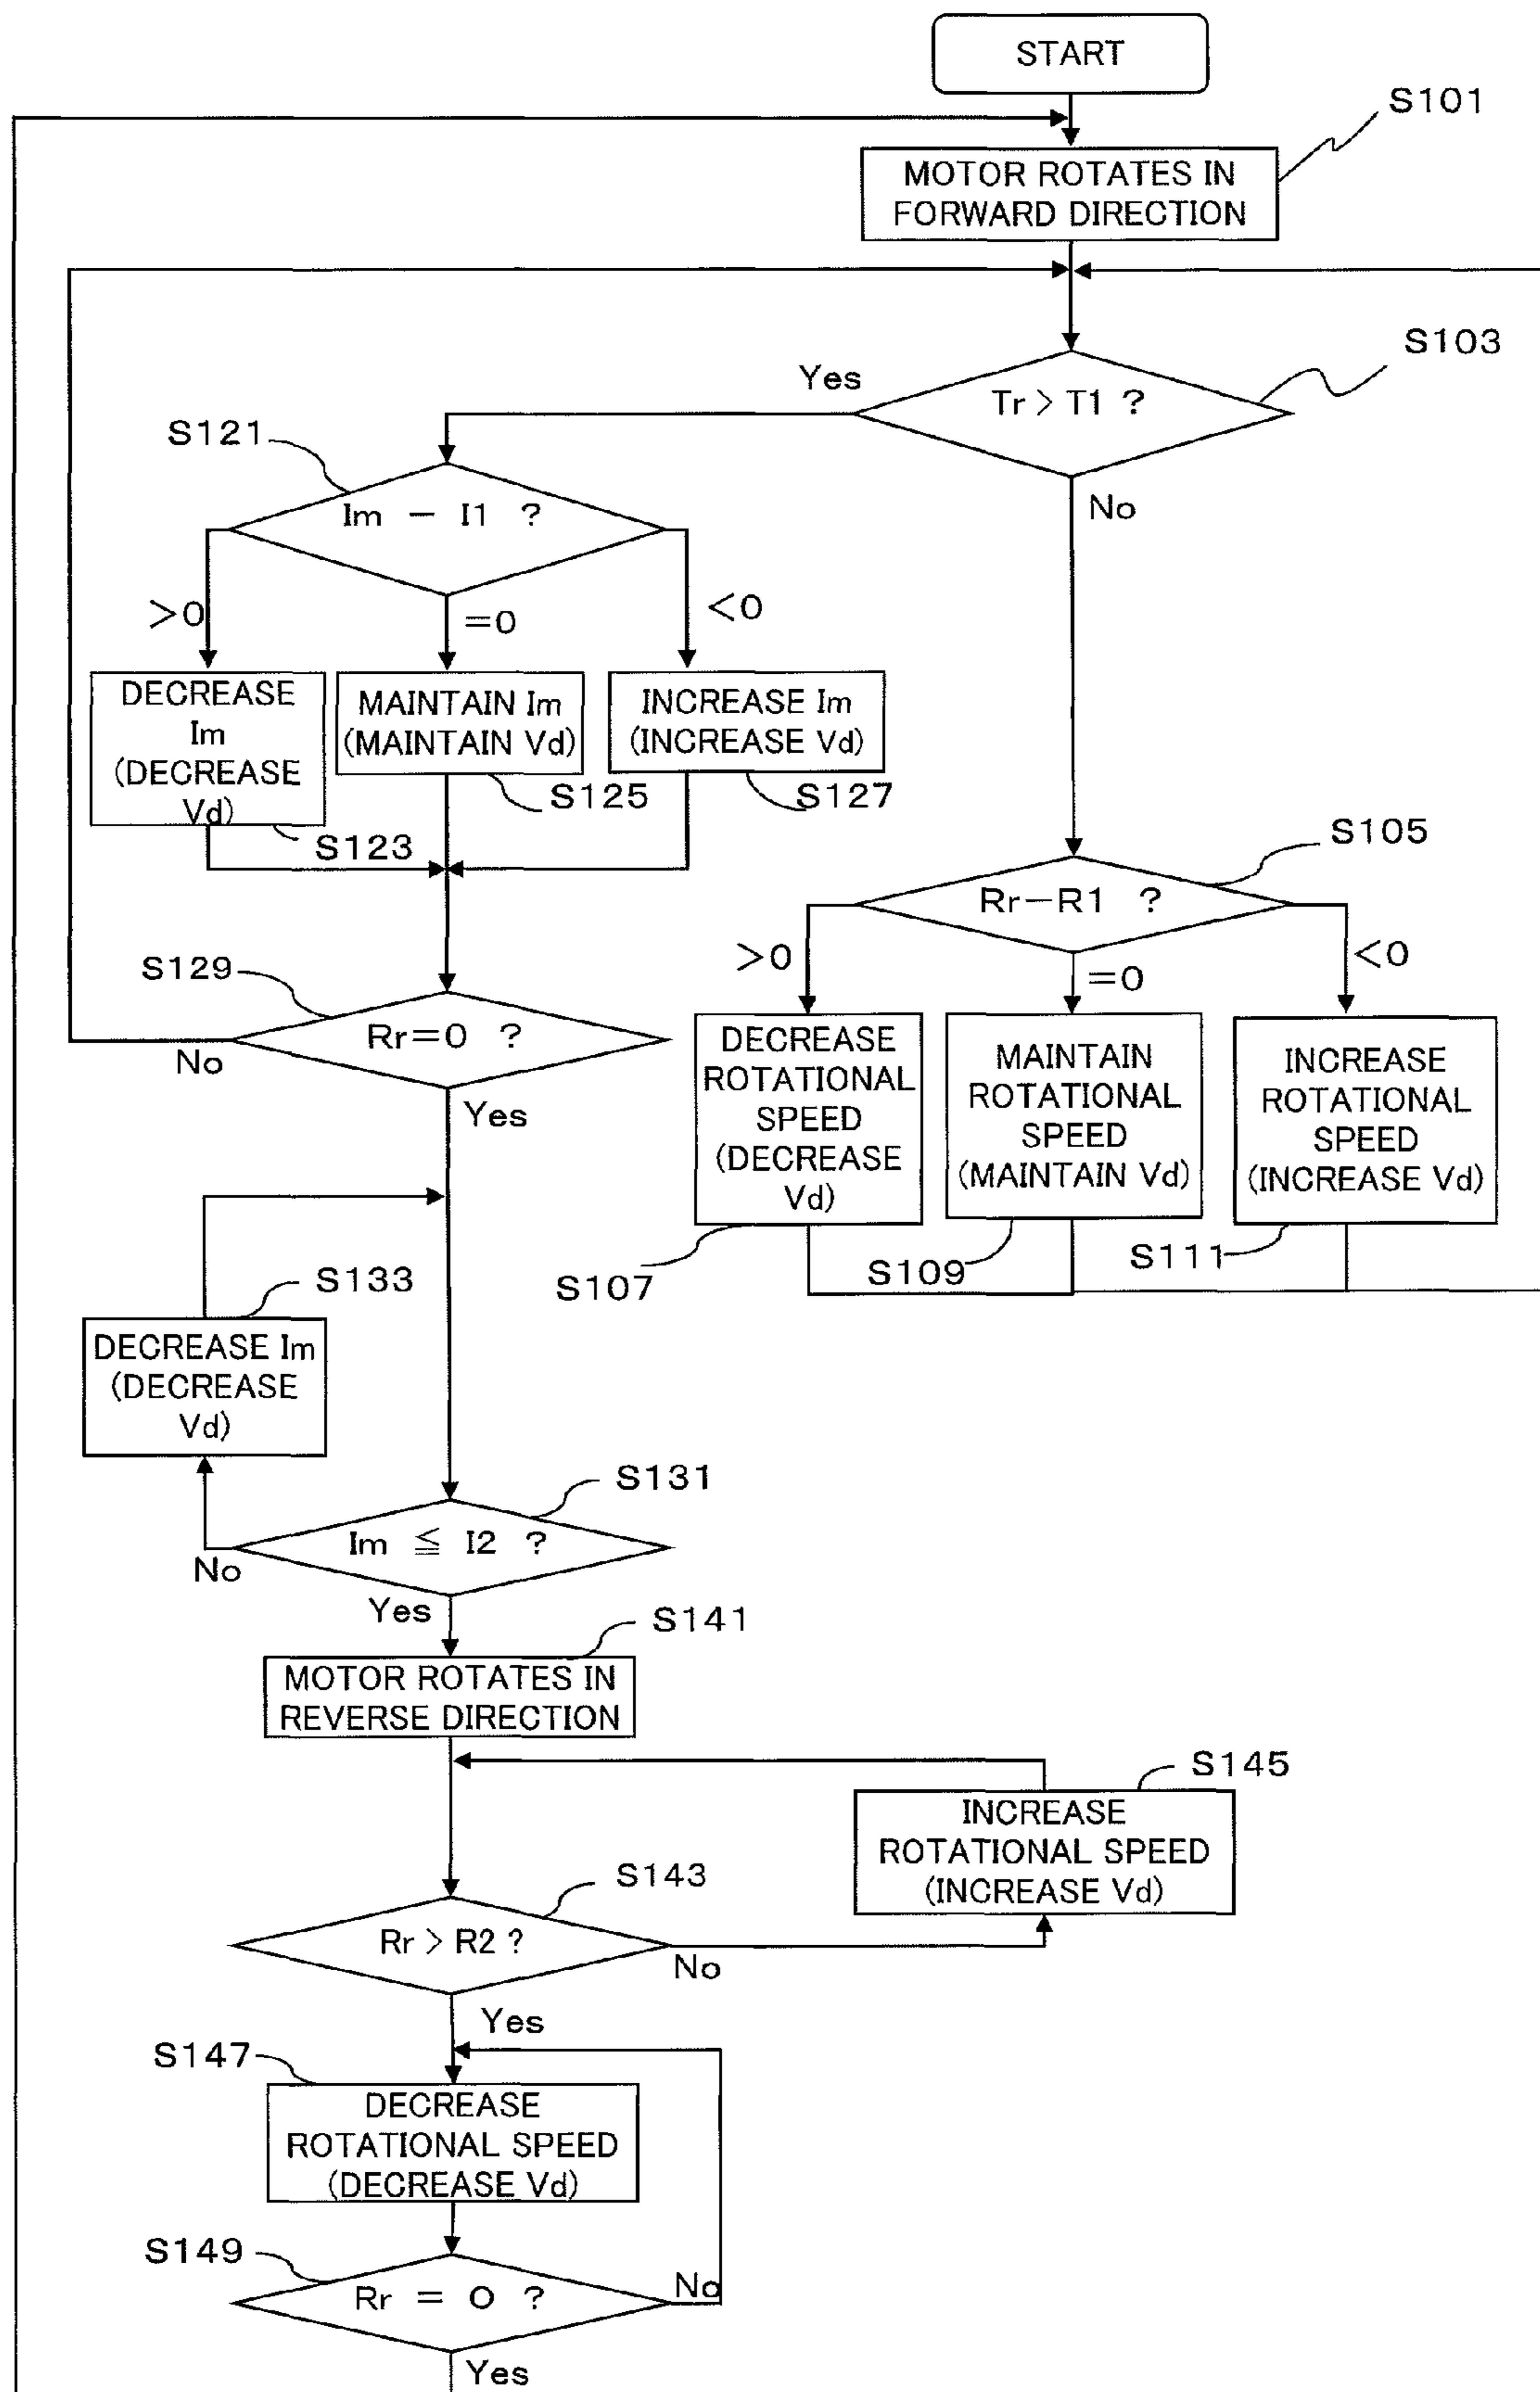 START
S101
MOTOR ROTATES IN
FORWARD DIRECTION
S103
Yes
Tr > T1 ?
No
S121
Im − I1 ?
>0
=0
<0
DECREASE
Im
(DECREASE
Vd)
S123
MAINTAIN Im
(MAINTAIN Vd)
S125
INCREASE Im
(INCREASE Vd)
S127
S105
Rr−R1 ?
>0
=0
<0
S129
Rr=0 ?
No
Yes
DECREASE
ROTATIONAL
SPEED
(DECREASE
Vd)
S107
MAINTAIN
ROTATIONAL
SPEED
(MAINTAIN Vd)
S109
INCREASE
ROTATIONAL
SPEED
(INCREASE Vd)
S111
S133
DECREASE Im
(DECREASE
Vd)
S131
Im ≦ I2 ?
No
Yes
S141
MOTOR ROTATES IN
REVERSE DIRECTION
S145
INCREASE
ROTATIONAL SPEED
(INCREASE Vd)
S143
Rr > R2 ?
No
Yes
S147
DECREASE
ROTATIONAL SPEED
(DECREASE Vd)
S149
Rr = O ?
No
Yes